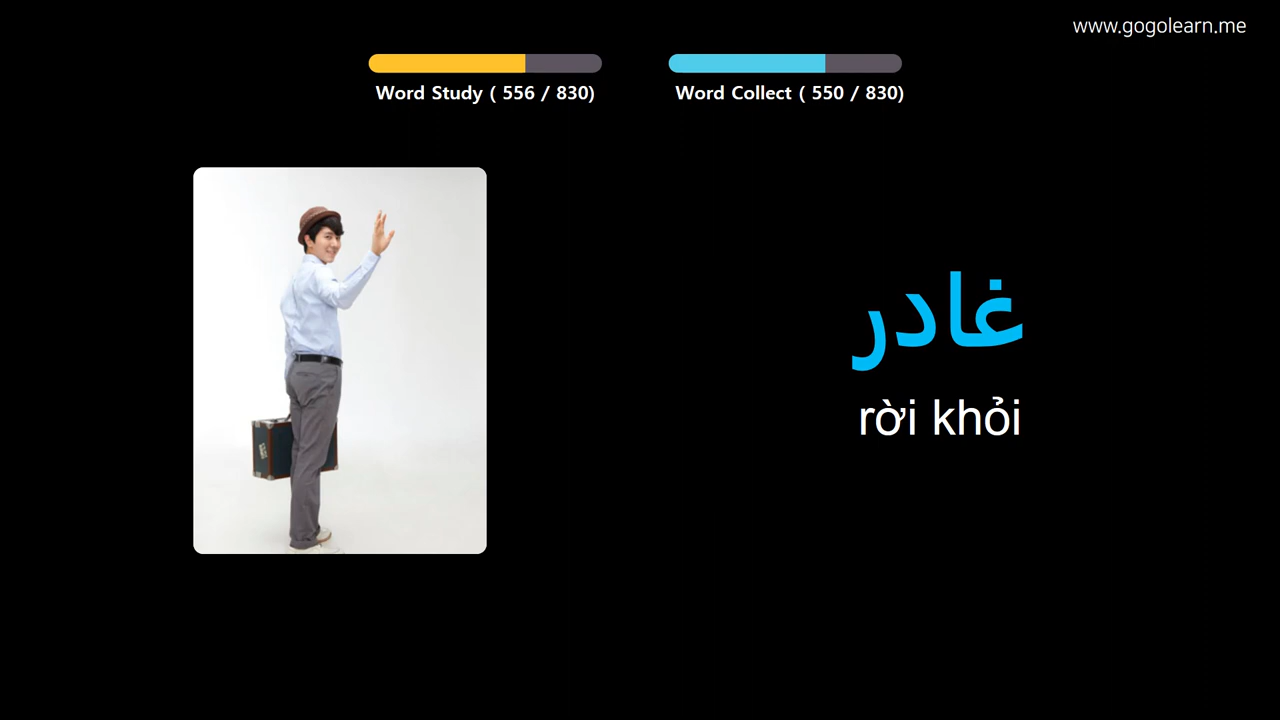 www.gogolearn.me
Word Study ( 556 / 830)
Word Collect ( 550 / 830)
غادر
rời khỏi